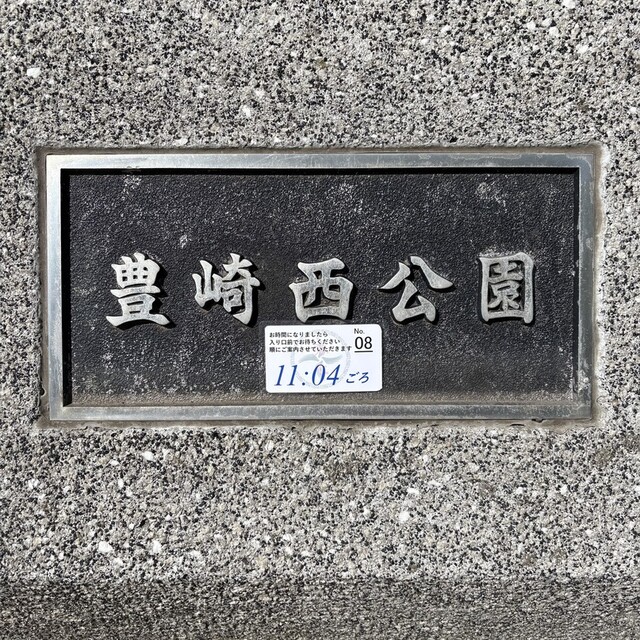 豊崎西公園
お時間になりましたら
入り口前でお待ちください
順にご案内させていただきます
No.
08
11:04ごろ